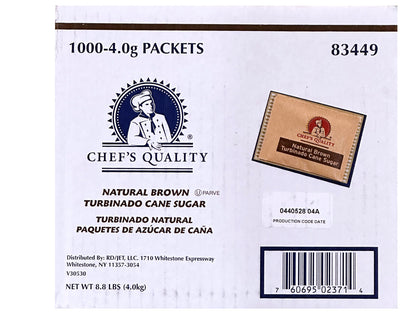 1000-4.0g PACKETS
83449
CHEF'S QUALITY
®
NATURAL BROWN Ⓤ PARVE
TURBINADO CANE SUGAR
TURBINADO NATURAL
PAQUETES DE AZÚCAR DE CAÑA
CHEF'S QUALITY
Natural Brown
Turbinado Cane Sugar
0440528 04A
PRODUCTION CODE DATE
Distributed By: RD/JET, LLC. 1710 Whitestone Expressway
Whitestone, NY 11357-3054
V30530
NET WT 8.8 LBS (4.0kg)
7 60695 02371 4